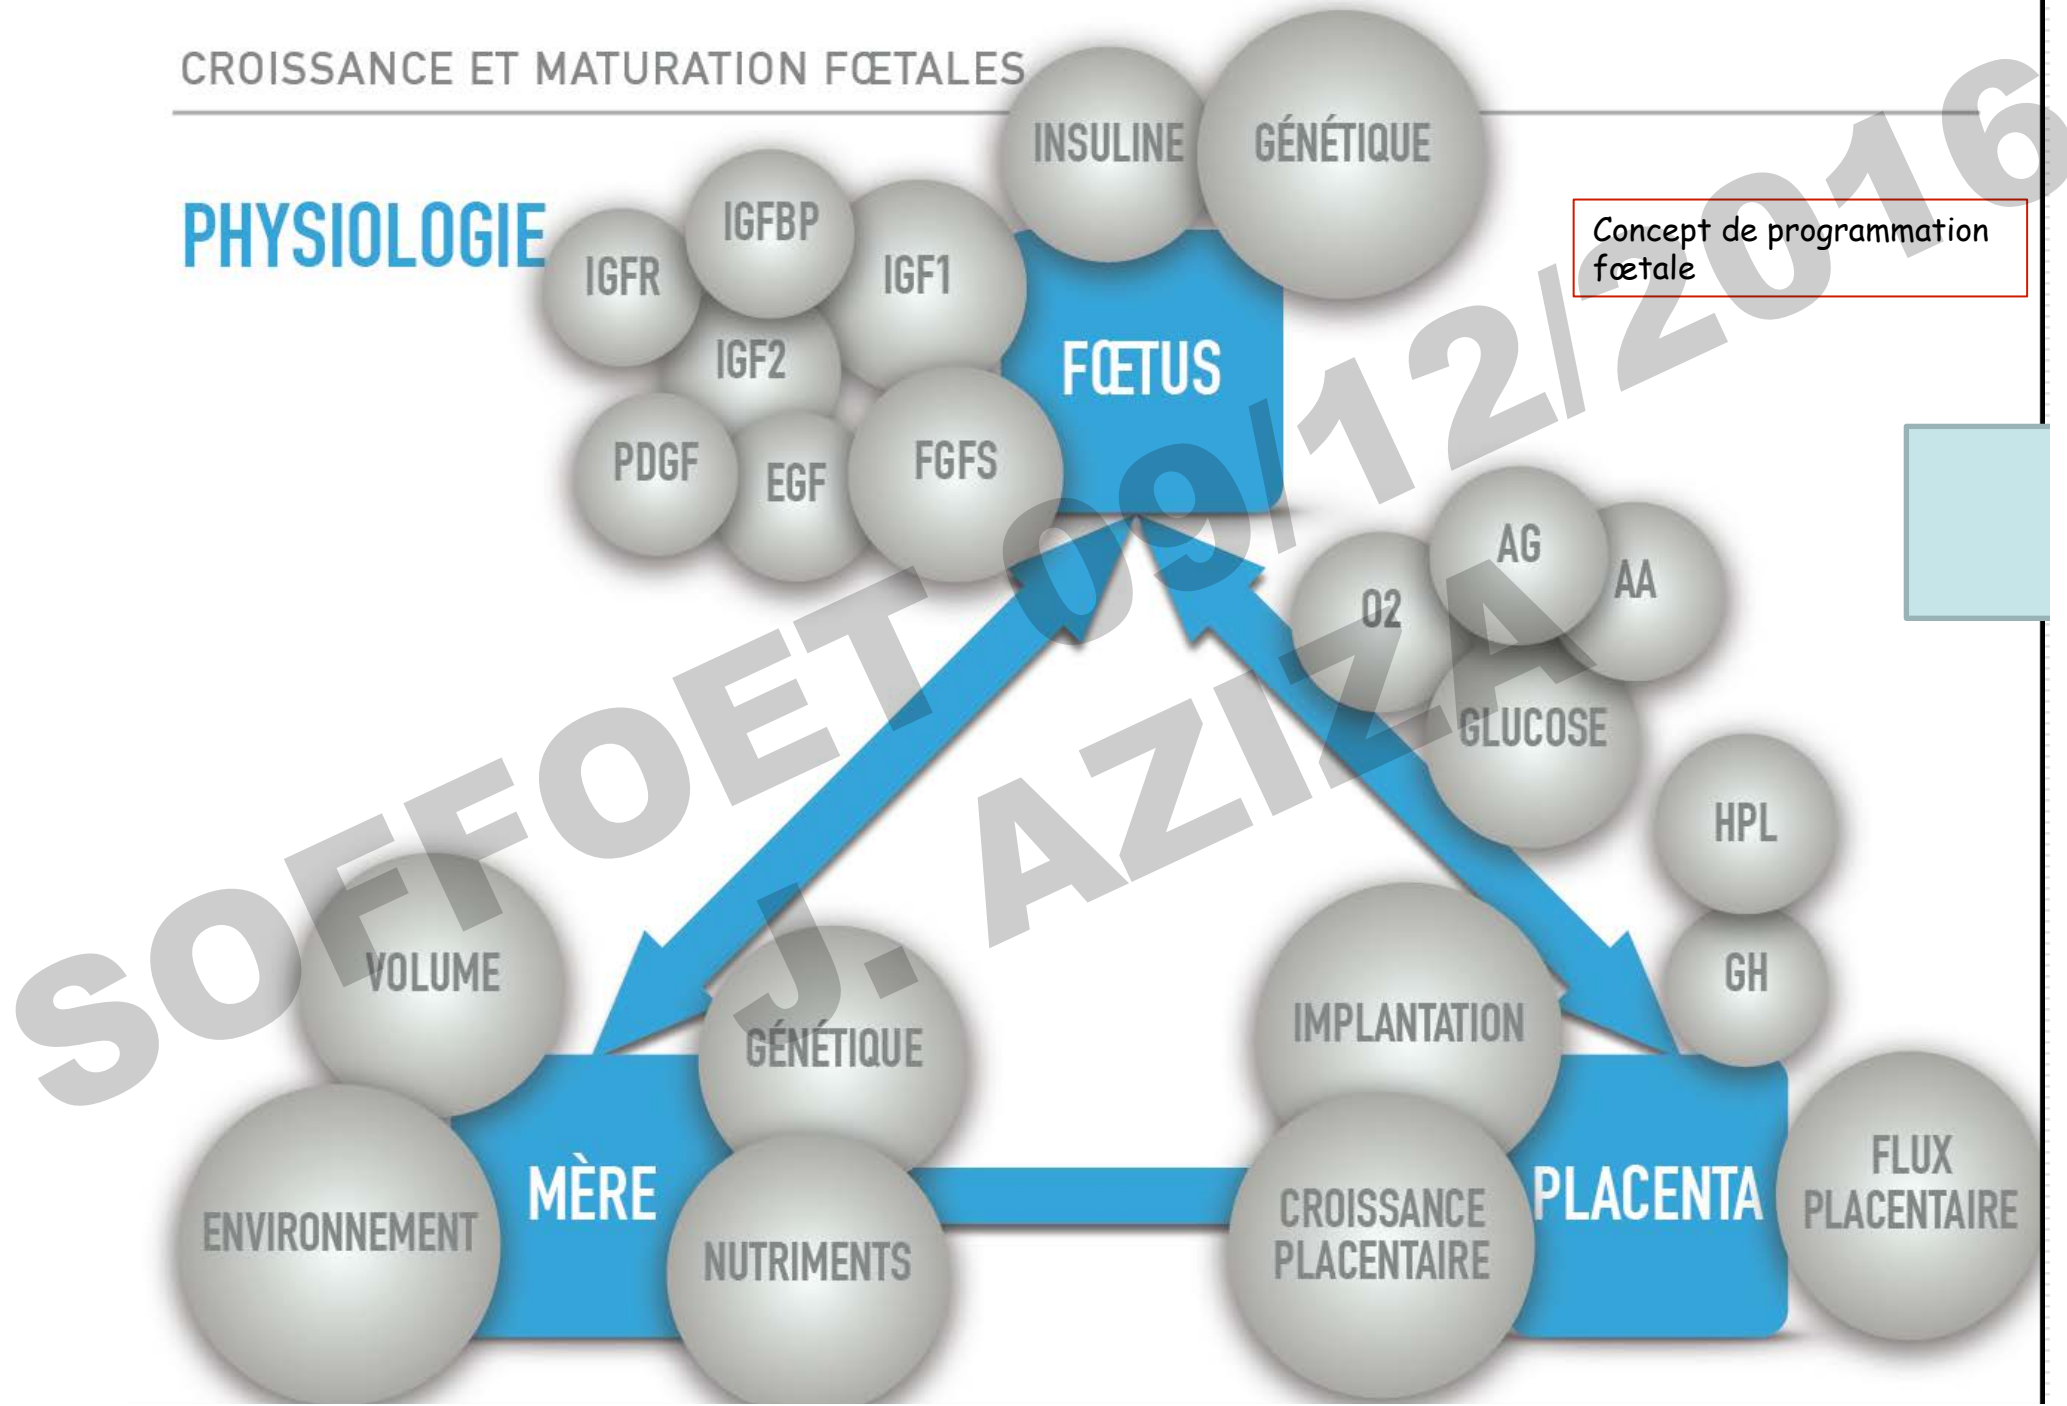 CROISSANCE ET MATURATION FŒTALES
PHYSIOLOGIE
INSULINE
GÉNÉTIQUE
Concept de programmation
fœtale
IGFR
IGFBP
IGF1
IGF2
PDGF
EGF
FGFS
FŒTUS
O2
AG
AA
GLUCOSE
HPL
GH
VOLUME
GÉNÉTIQUE
ENVIRONNEMENT
MÈRE
NUTRIMENTS
IMPLANTATION
CROISSANCE
PLACENTAIRE
PLACENTA
FLUX
PLACENTAIRE
SOFFOET 09/12/2016
J. AZIZA